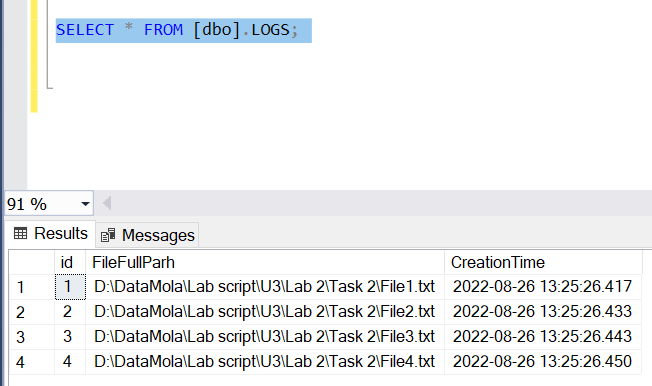 SELECT * FROM [dbo].LOGS;
91 %
Results Messages
id FileFullParh CreationTime
1 1 D:\DataMola\Lab script\U3\Lab 2\Task 2\File1.txt 2022-08-26 13:25:26.417
2 2 D:\DataMola\Lab script\U3\Lab 2\Task 2\File2.txt 2022-08-26 13:25:26.433
3 3 D:\DataMola\Lab script\U3\Lab 2\Task 2\File3.txt 2022-08-26 13:25:26.443
4 4 D:\DataMola\Lab script\U3\Lab 2\Task 2\File4.txt 2022-08-26 13:25:26.450